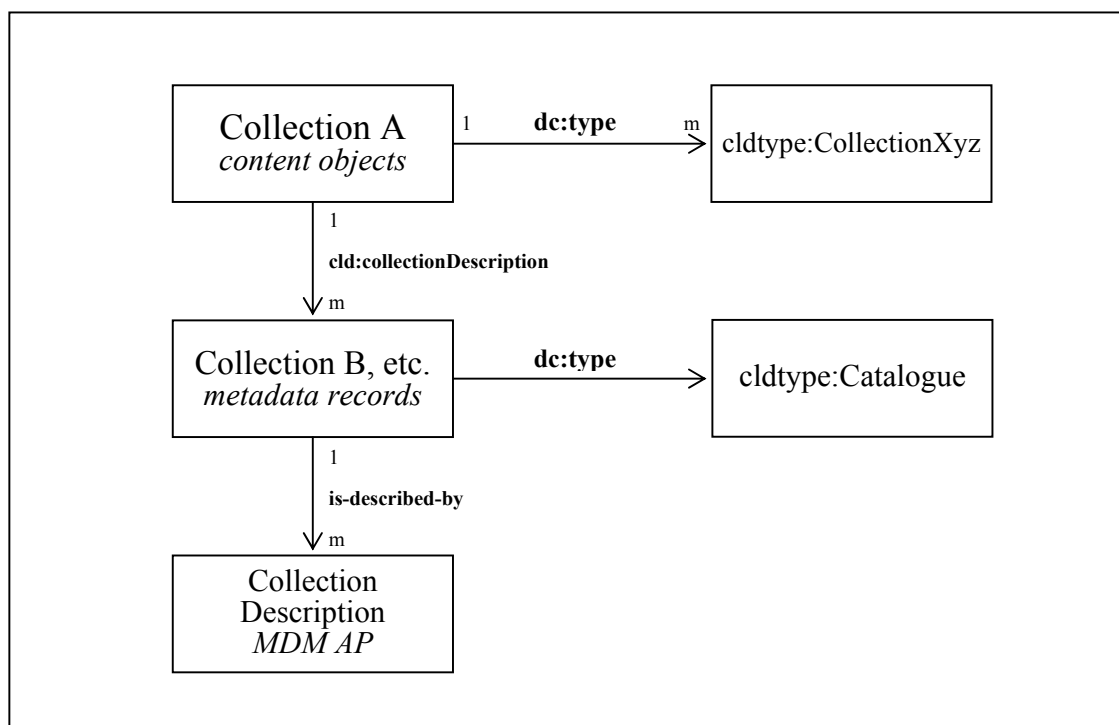 Collection A
content objects
1
dc:type
m
cldtype:CollectionXyz
1
cld:collectionDescription
m
Collection B, etc.
metadata records
dc:type
cldtype:Catalogue
1
is-described-by
m
Collection
Description
MDM AP